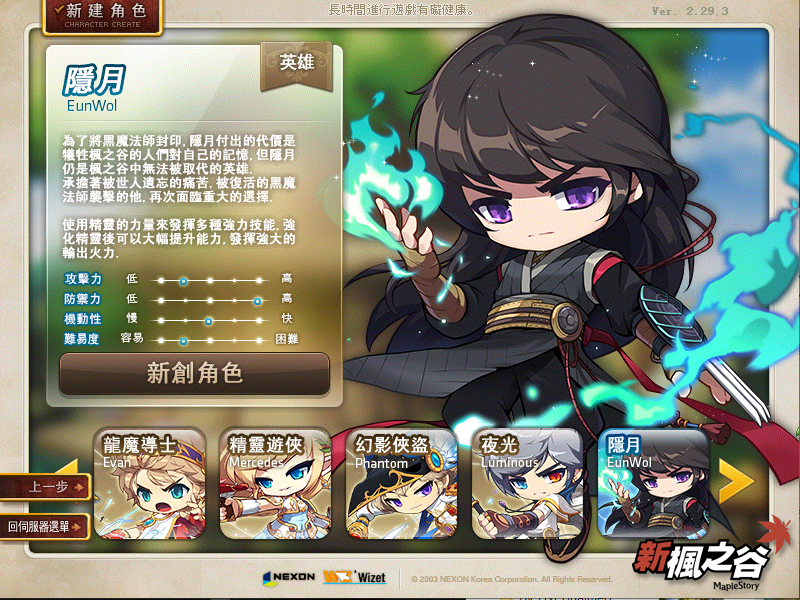 新建角色
CHARACTER CREATE
長時間進行遊戲有礙健康。
Ver. 2.29.3
隱月
EunWol
英雄
為了將黑魔法師封印, 隱月付出的代價是
犧牲楓之谷的人們對自己的記憶, 但隱月
仍是楓之谷中無法被取代的英雄.
承擔著被世人遺忘的痛苦, 被復活的黑魔
法師襲擊的他, 再次面臨重大的選擇.
使用精靈的力量來發揮多種強力技能, 強
化精靈後可以大幅提升能力, 發揮強大的
輸出火力.
攻擊力 低 高
防禦力 低 高
機動性 慢 快
難易度 容易 困難
新創角色
龍魔導士
Evan
精靈遊俠
Mercedes
幻影俠盜
Phantom
夜光
Luminous
隱月
EunWol
上一步
回伺服器選單
NEXON
Wizet
© 2003 NEXON Korea Corporation. All Rights Reserved.
新楓之谷
MapleStory